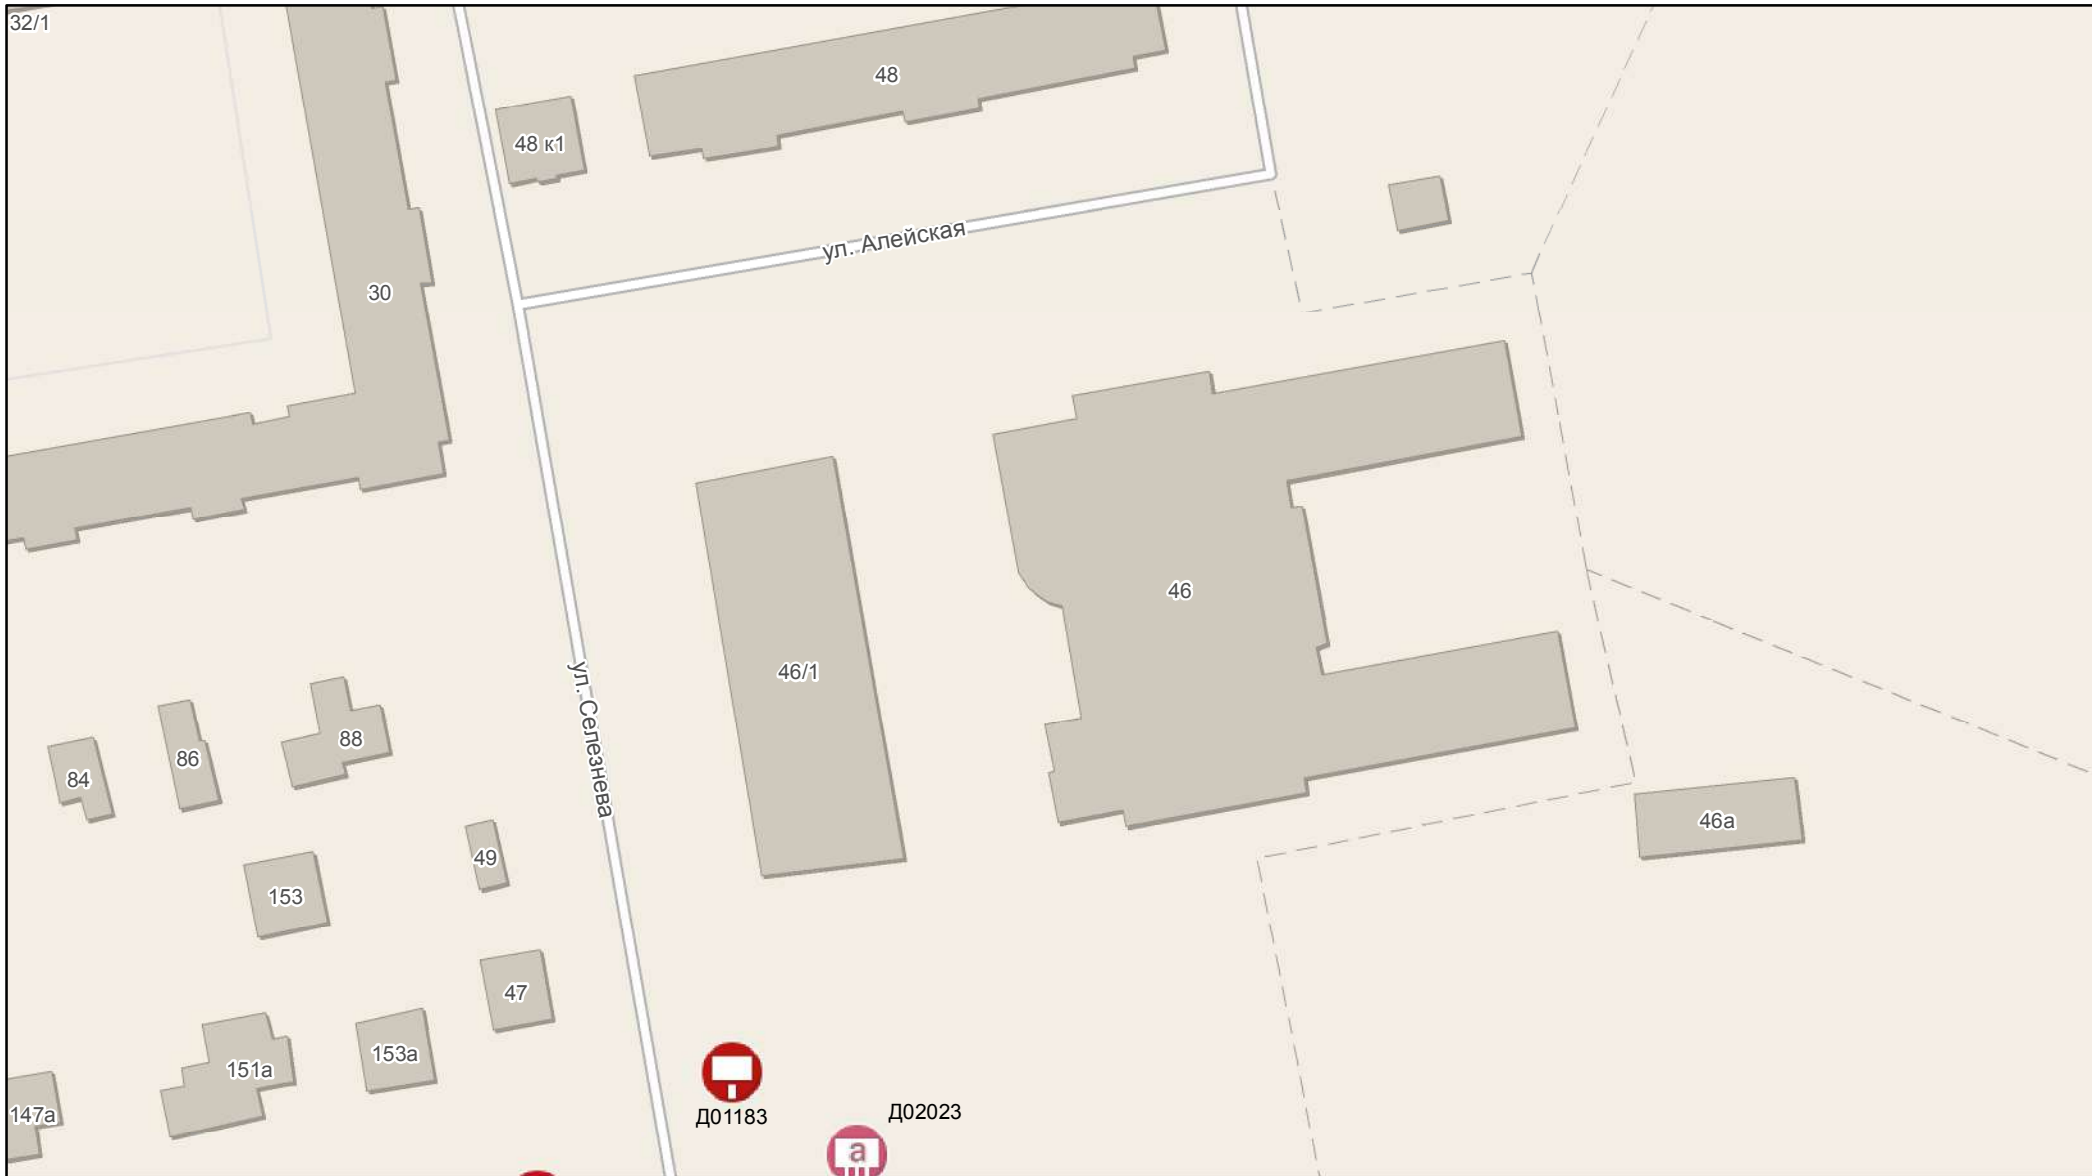 32/1
48
48 к1
ул. Алейская
30
46
46/1
ул. Селезнева
88
86
84
46а
49
153
47
153а
151а
147а
Д01183
Д02023
а